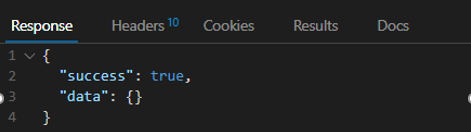 Response Headers 10 Cookies Results Docs
1 {
2 "success": true,
3 "data": {}
4 }